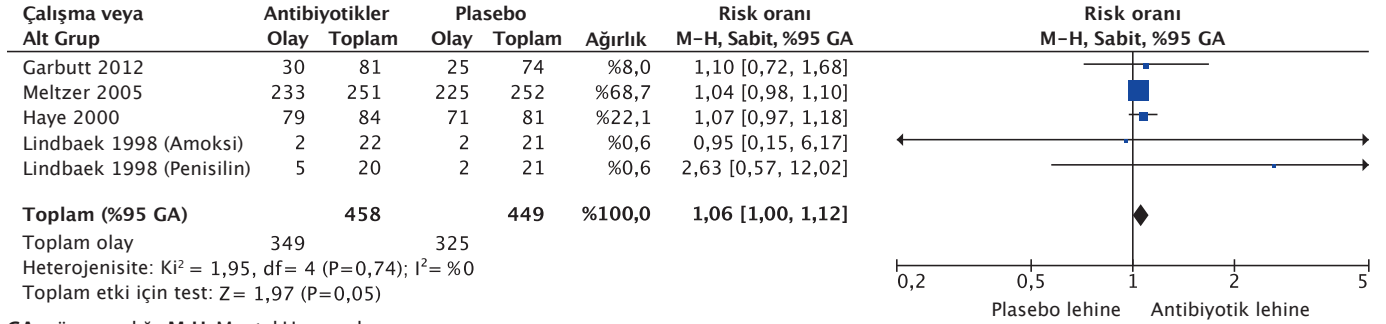 Çalışma veya Antibiyotikler Plasebo Risk oranı Risk oranı
Alt Grup Olay Toplam Olay Toplam Ağırlık M-H, Sabit, %95 GA M-H, Sabit, %95 GA
Garbutt 2012 30 81 25 74 %8,0 1,10 [0,72, 1,68]
Meltzer 2005 233 251 225 252 %68,7 1,04 [0,98, 1,10]
Haye 2000 79 84 71 81 %22,1 1,07 [0,97, 1,18]
Lindbaek 1998 (Amoksi) 2 22 2 21 %0,6 0,95 [0,15, 6,17]
Lindbaek 1998 (Penisilin) 5 20 2 21 %0,6 2,63 [0,57, 12,02]
Toplam (%95 GA) 458 449 %100,0 1,06 [1,00, 1,12]
Toplam olay 349 325
Heterojenisite: Ki² = 1,95, df= 4 (P=0,74); I²= %0
Toplam etki için test: Z= 1,97 (P=0,05)
0,2 0,5 1 2 5
Plasebo lehine Antibiyotik lehine